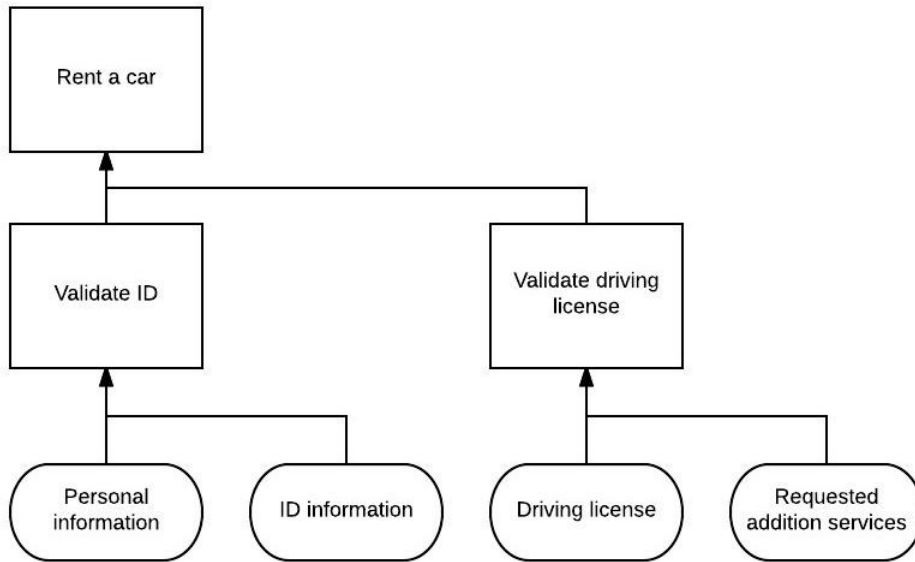 Rent a car
Validate ID
Validate driving
license
Personal
information
ID information
Driving license
Requested
addition services